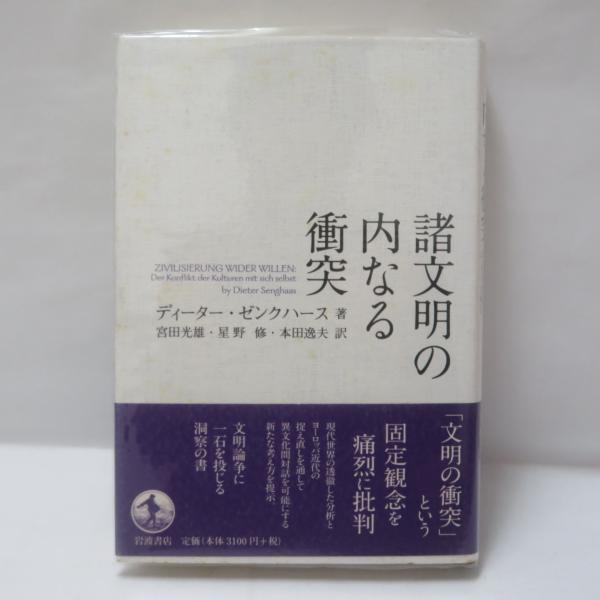 諸文明の
内なる
衝突
ZIVILISIERUNG WIDER WILLEN:
Der Konflikt der Kulturen mit sich selbst
by Dieter Senghaas
ディーター・ゼンクハース 著
宮田光雄・星野 修・本田逸夫 訳
「文明の衝突」という
固定観念を
痛烈に批判
現代世界の透徹した分析と
ヨーロッパ近代の
捉え直しを通して
異文化間対話を可能にする
新たな考え方を提示、
文明論争に
一石を投じる
洞察の書
岩波書店
定価(本体3100円+税)